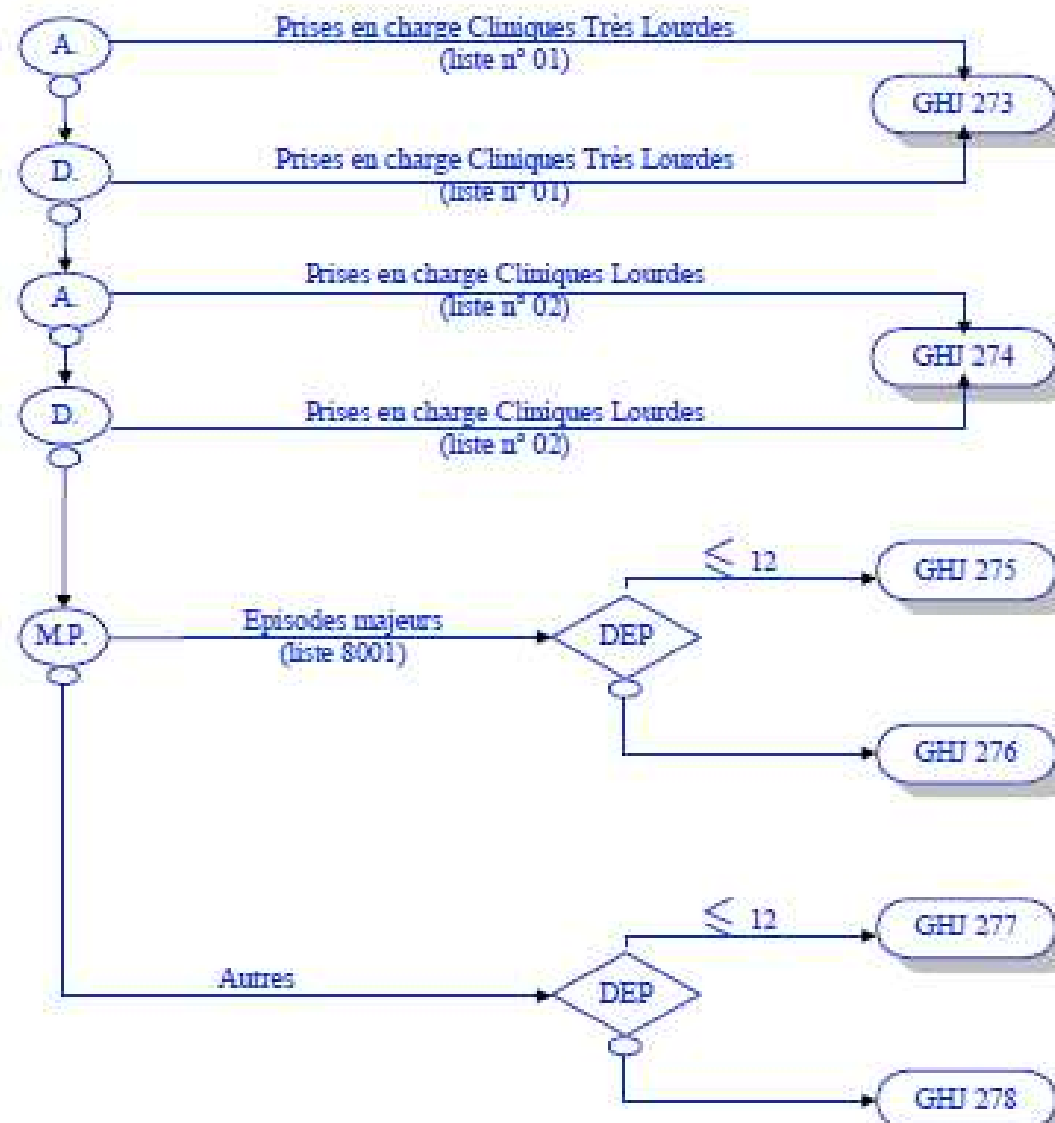 A.
Prises en charge Cliniques Très Lourdes
(liste n° 01)
GHJ 273
D.
Prises en charge Cliniques Très Lourdes
(liste n° 01)
A.
Prises en charge Cliniques Lourdes
(liste n° 02)
GHJ 274
D.
Prises en charge Cliniques Lourdes
(liste n° 02)
≤ 12
GHJ 275
M.P.
Episodes majeurs
(liste 8001)
DEP
GHJ 276
≤ 12
GHJ 277
Autres
DEP
GHJ 278